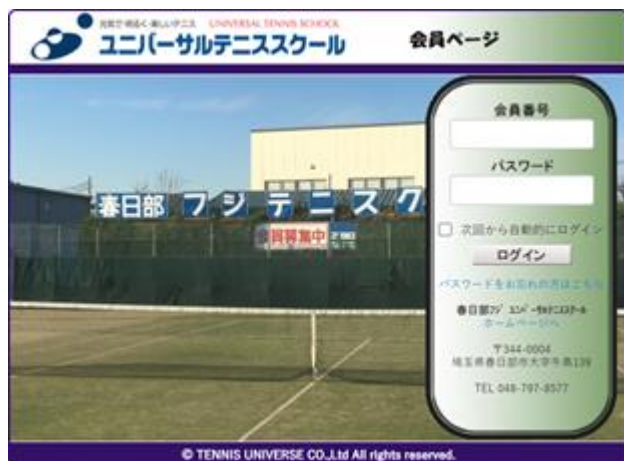 元気で・明るく・楽しいテニス UNIVERSAL TENNIS SCHOOL
ユニバーサルテニススクール
会員ページ
春日部 フジ テニスク
会員募集中
会員番号
パスワード
次回から自動的にログイン
ログイン
パスワードをお忘れの方はこちら
春日部フジ ユニバーサルテニススクール
ホームページへ
〒344-0004
埼玉県春日部市大字牛島139
TEL 048-797-8577
© TENNIS UNIVERSE CO.,Ltd All rights reserved.